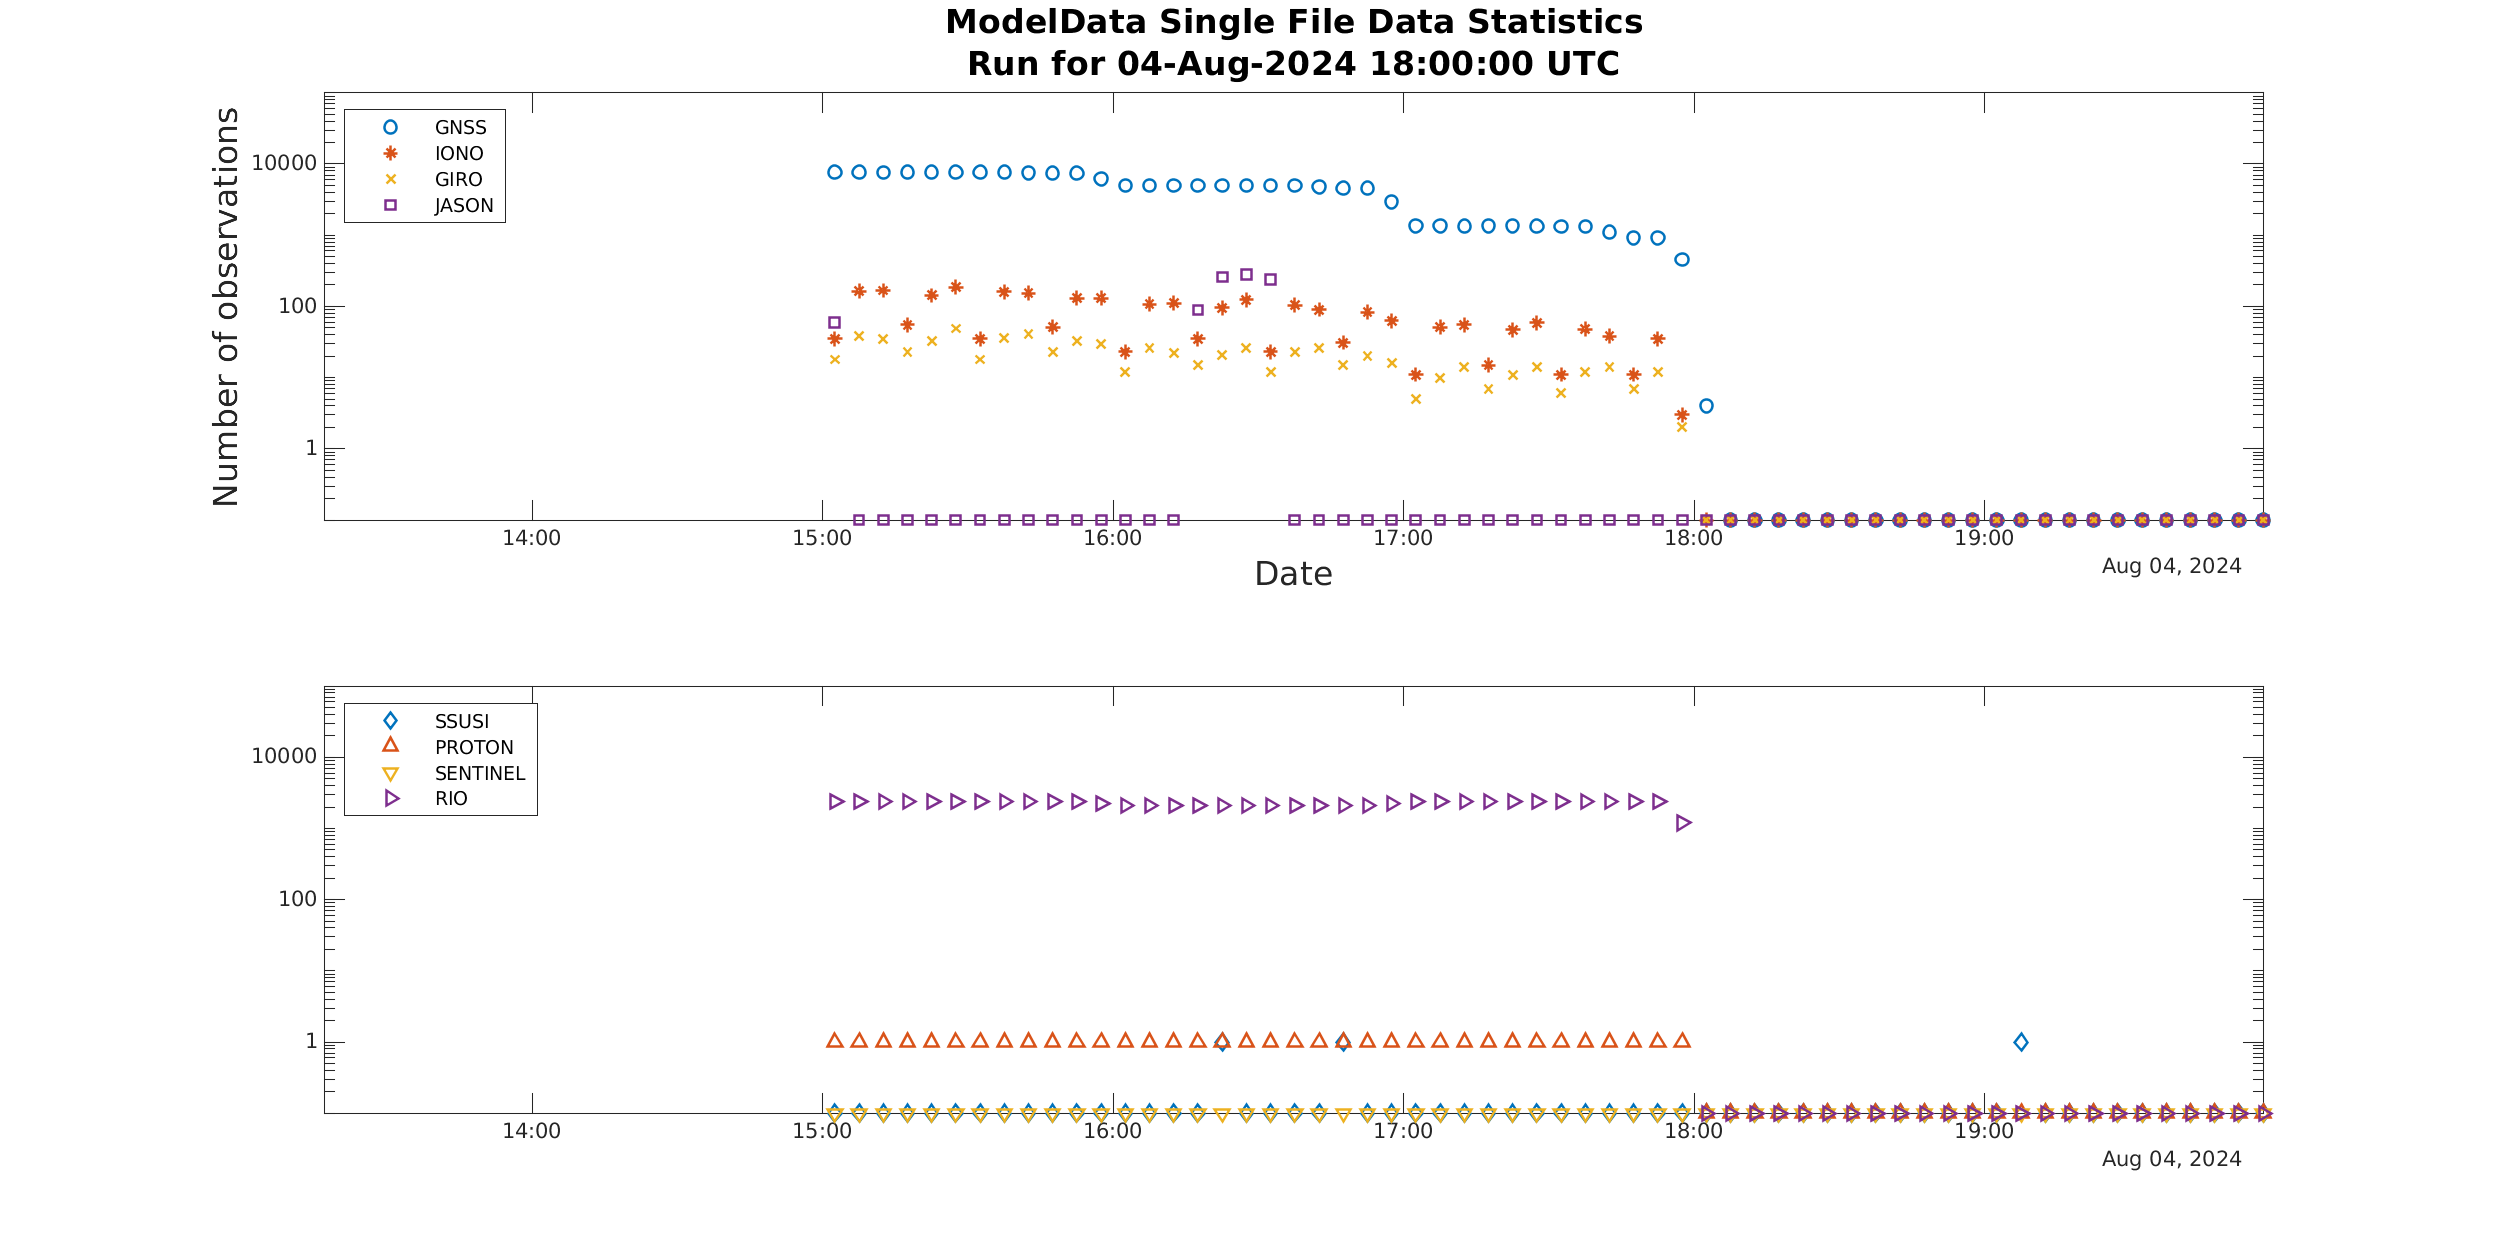 ModelData Single File Data Statistics
Run for 04-Aug-2024 18:00:00 UTC
Number of observations
GNSS
IONO
GIRO
JASON
10000
100
1
14:00 15:00 16:00 17:00 18:00 19:00
Aug 04, 2024
Date
SSUSI
PROTON
SENTINEL
RIO
10000
100
1
14:00 15:00 16:00 17:00 18:00 19:00
Aug 04, 2024